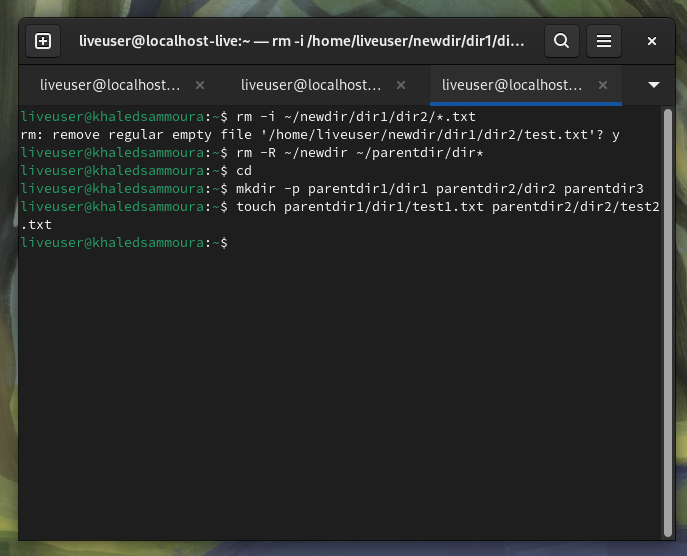 liveuser@localhost-live:~ — rm -i /home/liveuser/newdir/dir1/di...
liveuser@localhost... liveuser@localhost... liveuser@localhost...
liveuser@khaledsammoura:~$ rm -i ~/newdir/dir1/dir2/*.txt
rm: remove regular empty file '/home/liveuser/newdir/dir1/dir2/test.txt'? y
liveuser@khaledsammoura:~$ rm -R ~/newdir ~/parentdir/dir*
liveuser@khaledsammoura:~$ cd
liveuser@khaledsammoura:~$ mkdir -p parentdir1/dir1 parentdir2/dir2 parentdir3
liveuser@khaledsammoura:~$ touch parentdir1/dir1/test1.txt parentdir2/dir2/test2
.txt
liveuser@khaledsammoura:~$